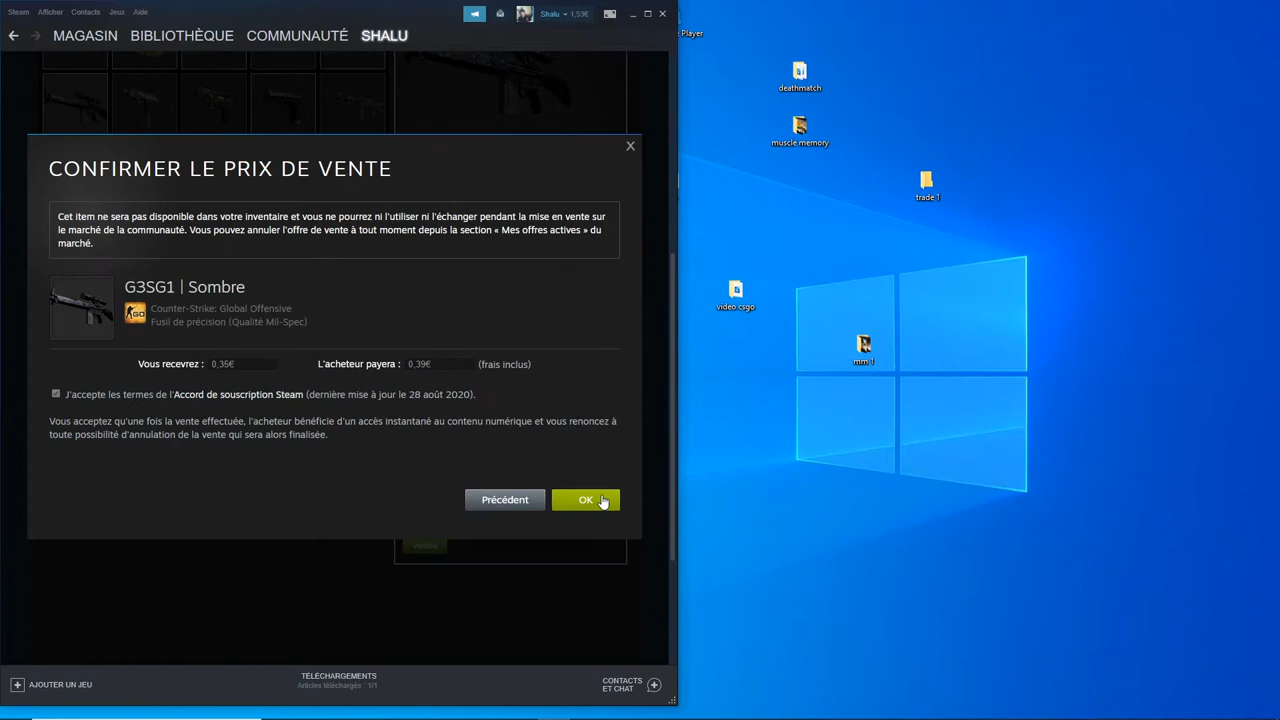 Steam Afficher Contacts Jeux Aide
Shalu 1,53€
MAGASIN BIBLIOTHÈQUE COMMUNAUTÉ SHALU
CONFIRMER LE PRIX DE VENTE
X
Cet item ne sera pas disponible dans votre inventaire et vous ne pourrez ni l'utiliser ni l'échanger pendant la mise en vente sur
le marché de la communauté. Vous pouvez annuler l'offre de vente à tout moment depuis la section « Mes offres actives » du
marché.
G3SG1 | Sombre
GO
Counter-Strike: Global Offensive
Fusil de précision (Qualité Mil-Spec)
Vous recevrez : 0,35€ L'acheteur payera : 0,39€ (frais inclus)
J'accepte les termes de l'Accord de souscription Steam (dernière mise à jour le 28 août 2020).
Vous acceptez qu'une fois la vente effectuée, l'acheteur bénéficie d'un accès instantané au contenu numérique et vous renoncez à
toute possibilité d'annulation de la vente qui sera alors finalisée.
Précédent OK
Vendre
AJOUTER UN JEU
TÉLÉCHARGEMENTS
Articles téléchargés : 1/1
CONTACTS
ET CHAT
Player
deathmatch
muscle memory
trade 1
video csgo
mm 1